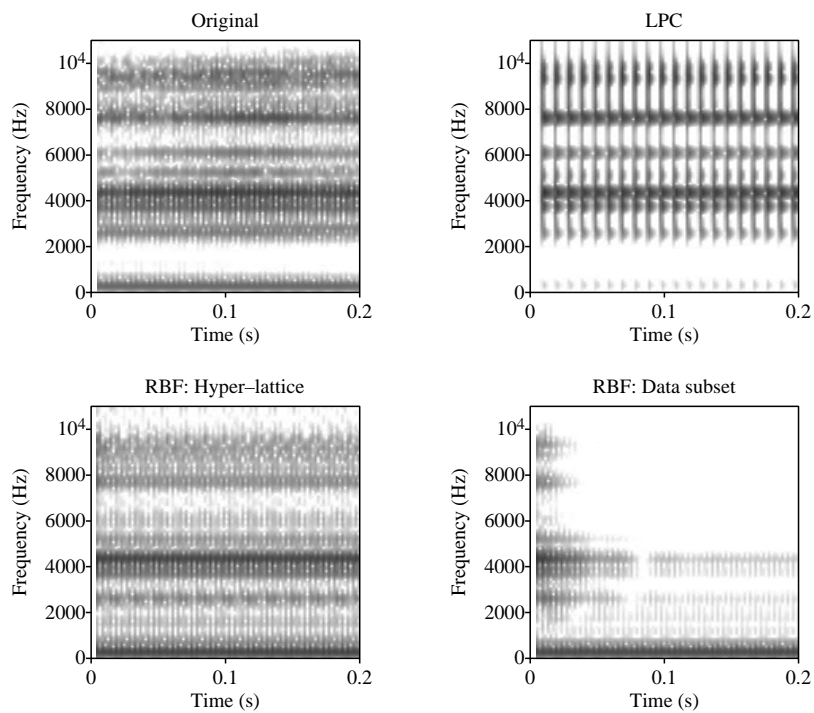 Original
Frequency (Hz)
10⁴
8000
6000
4000
2000
0
0 0.1 0.2
Time (s)
LPC
Frequency (Hz)
10⁴
8000
6000
4000
2000
0
0 0.1 0.2
Time (s)
RBF: Hyper–lattice
Frequency (Hz)
10⁴
8000
6000
4000
2000
0
0 0.1 0.2
Time (s)
RBF: Data subset
Frequency (Hz)
10⁴
8000
6000
4000
2000
0
0 0.1 0.2
Time (s)